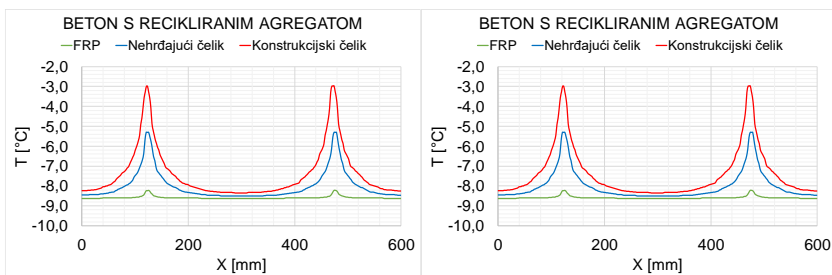 BETON S RECIKLIRANIM AGREGATOM
FRP Nehrđajući čelik Konstrukcijski čelik
-2,0
-3,0
-4,0
-5,0
-6,0
-7,0
-8,0
-9,0
-10,0
T [°C]
0 200 400 600
X [mm]
BETON S RECIKLIRANIM AGREGATOM
FRP Nehrđajući čelik Konstrukcijski čelik
-2,0
-3,0
-4,0
-5,0
-6,0
-7,0
-8,0
-9,0
-10,0
T [°C]
0 200 400 600
X [mm]